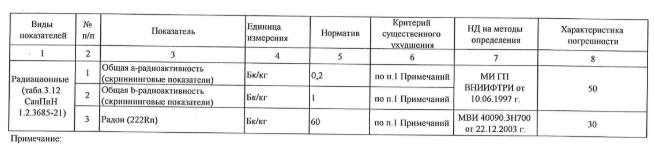 Виды показателей | № п/п | Показатель | Единица измерения | Норматив | Критерий существенного ухудшения | НД на методы определения | Характеристика погрешности
1 | 2 | 3 | 4 | 5 | 6 | 7 | 8
Радиационные (табл.3.12 СанПиН 1.2.3685-21) | 1 | Общая a-радиоактивность (скрининговые показатели) | Бк/кг | 0,2 | по п.1 Примечаний | МИ ГП ВНИИФТРИ от 10.06.1997 г. | 50
2 | Общая b-радиоактивность (скрининговые показатели) | Бк/кг | 1 | по п.1 Примечаний
3 | Радон (222Rn) | Бк/кг | 60 | по п.1 Примечаний | МВИ 40090.3Н700 от 22.12.2003 г. | 30
Примечание: